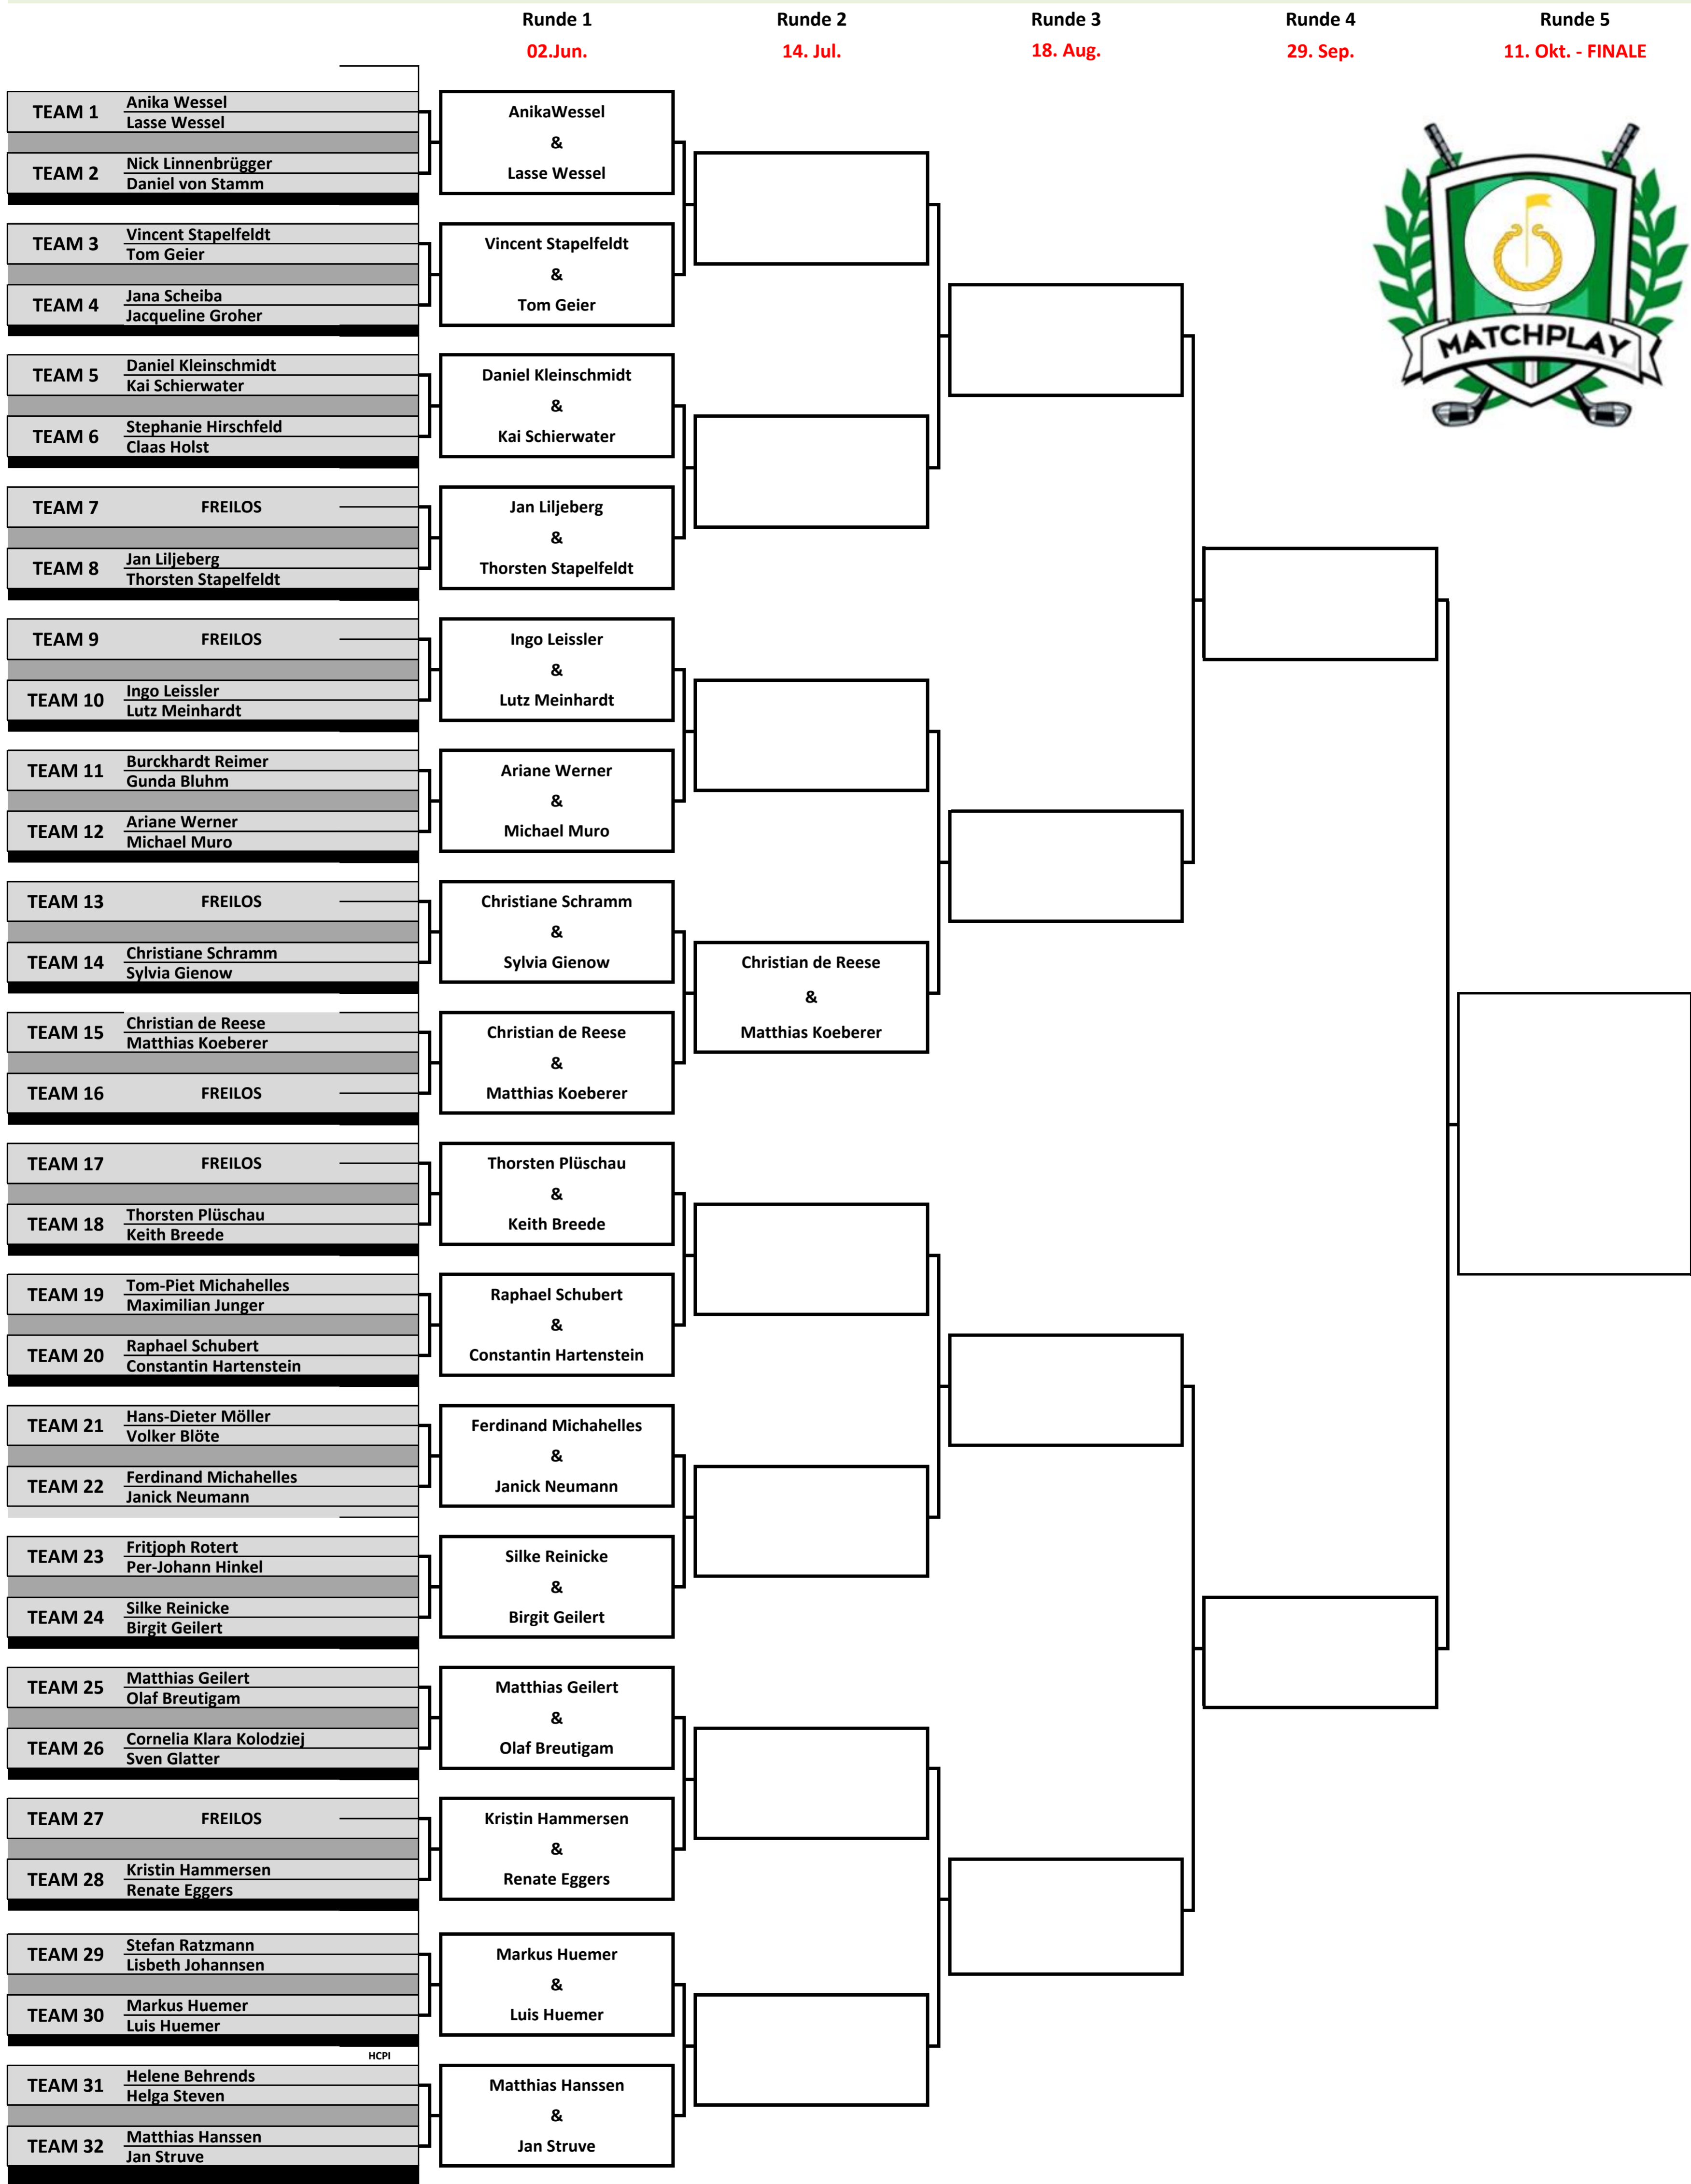 Runde 1
Runde 2
Runde 3
Runde 4
Runde 5
02.Jun.
14. Jul.
18. Aug.
29. Sep.
11. Okt. - FINALE
MATCHPLAY
TEAM 1
Anika Wessel
Lasse Wessel
TEAM 2
Nick Linnenbrügger
Daniel von Stamm
TEAM 3
Vincent Stapelfeldt
Tom Geier
TEAM 4
Jana Scheiba
Jacqueline Groher
TEAM 5
Daniel Kleinschmidt
Kai Schierwater
TEAM 6
Stephanie Hirschfeld
Claas Holst
TEAM 7
FREILOS
TEAM 8
Jan Liljeberg
Thorsten Stapelfeldt
TEAM 9
FREILOS
TEAM 10
Ingo Leissler
Lutz Meinhardt
TEAM 11
Burckhardt Reimer
Gunda Bluhm
TEAM 12
Ariane Werner
Michael Muro
TEAM 13
FREILOS
TEAM 14
Christiane Schramm
Sylvia Gienow
TEAM 15
Christian de Reese
Matthias Koeberer
TEAM 16
FREILOS
TEAM 17
FREILOS
TEAM 18
Thorsten Plüschau
Keith Breede
TEAM 19
Tom-Piet Michahelles
Maximilian Junger
TEAM 20
Raphael Schubert
Constantin Hartenstein
TEAM 21
Hans-Dieter Möller
Volker Blöte
TEAM 22
Ferdinand Michahelles
Janick Neumann
TEAM 23
Fritjoph Rotert
Per-Johann Hinkel
TEAM 24
Silke Reinicke
Birgit Geilert
TEAM 25
Matthias Geilert
Olaf Breutigam
TEAM 26
Cornelia Klara Kolodziej
Sven Glatter
TEAM 27
FREILOS
TEAM 28
Kristin Hammersen
Renate Eggers
TEAM 29
Stefan Ratzmann
Lisbeth Johannsen
TEAM 30
Markus Huemer
Luis Huemer
HCPI
TEAM 31
Helene Behrends
Helga Steven
TEAM 32
Matthias Hanssen
Jan Struve
AnikaWessel
&
Lasse Wessel
Vincent Stapelfeldt
&
Tom Geier
Daniel Kleinschmidt
&
Kai Schierwater
Jan Liljeberg
&
Thorsten Stapelfeldt
Ingo Leissler
&
Lutz Meinhardt
Ariane Werner
&
Michael Muro
Christiane Schramm
&
Sylvia Gienow
Christian de Reese
&
Matthias Koeberer
Thorsten Plüschau
&
Keith Breede
Raphael Schubert
&
Constantin Hartenstein
Ferdinand Michahelles
&
Janick Neumann
Silke Reinicke
&
Birgit Geilert
Matthias Geilert
&
Olaf Breutigam
Kristin Hammersen
&
Renate Eggers
Markus Huemer
&
Luis Huemer
Matthias Hanssen
&
Jan Struve
Christian de Reese
&
Matthias Koeberer